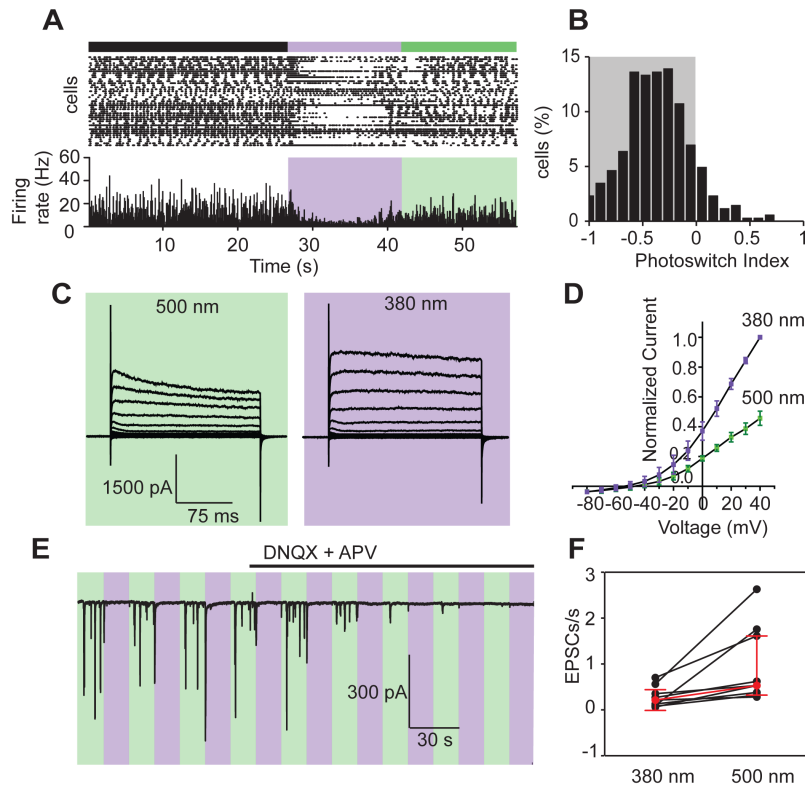 A
cells
Firing
rate (Hz)
60
40
20
0
10
20
30
40
50
Time (s)
B
cells (%)
15
10
5
0
-1
-0.5
0
0.5
1
Photoswitch Index
C
500 nm
380 nm
1500 pA
75 ms
D
Normalized Current
380 nm
500 nm
1.0
0.8
0.6
0.4
0.2
0.0
-80
-60
-40
-20
0
20
40
Voltage (mV)
E
DNQX + APV
300 pA
30 s
F
EPSCs/s
3
2
1
0
-1
380 nm
500 nm